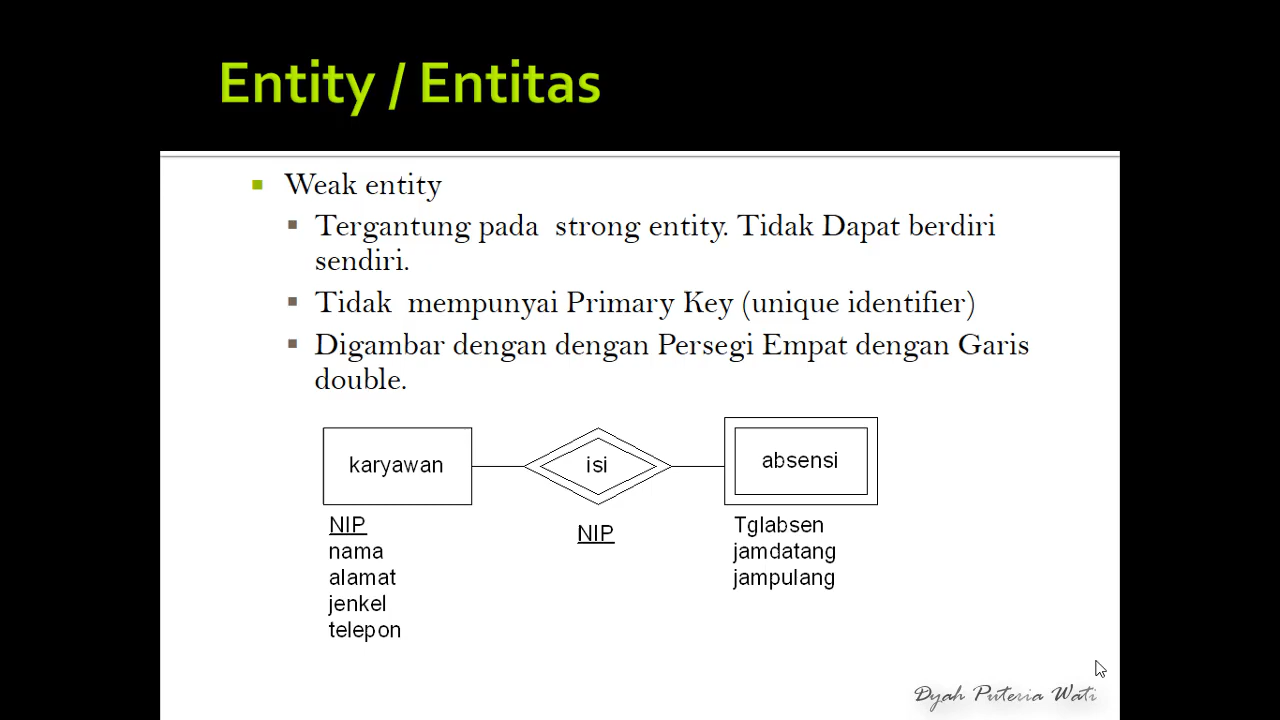 Entity / Entitas
Weak entity
Tergantung pada strong entity. Tidak Dapat berdiri
sendiri.
Tidak mempunyai Primary Key (unique identifier)
Digambar dengan dengan Persegi Empat dengan Garis
double.
karyawan
isi
absensi
NIP
nama
alamat
jenkel
telepon
NIP
Tglabsen
jamdatang
jampulang
Dyah Puteria Wati